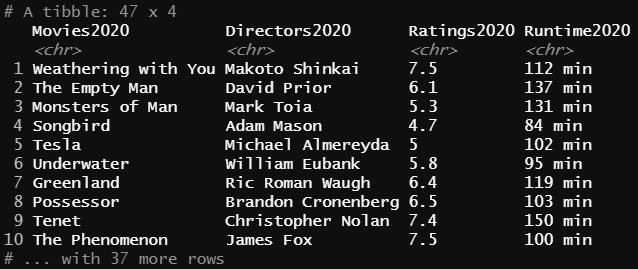 # A tibble: 47 x 4
Movies2020 Directors2020 Ratings2020 Runtime2020
<chr> <chr> <chr> <chr>
1 Weathering with You Makoto Shinkai 7.5 112 min
2 The Empty Man David Prior 6.1 137 min
3 Monsters of Man Mark Toia 5.3 131 min
4 Songbird Adam Mason 4.7 84 min
5 Tesla Michael Almereyda 5 102 min
6 Underwater William Eubank 5.8 95 min
7 Greenland Ric Roman Waugh 6.4 119 min
8 Possessor Brandon Cronenberg 6.5 103 min
9 Tenet Christopher Nolan 7.4 150 min
10 The Phenomenon James Fox 7.5 100 min
# ... with 37 more rows